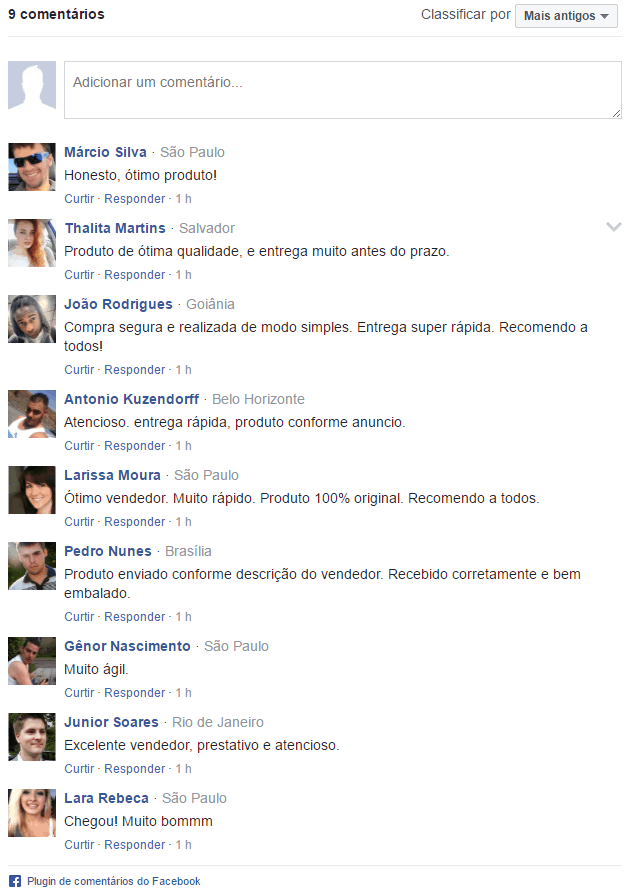 9 comentários
Classificar por Mais antigos
Adicionar um comentário...
Márcio Silva · São Paulo
Honesto, ótimo produto!
Curtir · Responder · 1 h
Thalita Martins · Salvador
Produto de ótima qualidade, e entrega muito antes do prazo.
Curtir · Responder · 1 h
João Rodrigues · Goiânia
Compra segura e realizada de modo simples. Entrega super rápida. Recomendo a
todos!
Curtir · Responder · 1 h
Antonio Kuzendorff · Belo Horizonte
Atencioso. entrega rápida, produto conforme anuncio.
Curtir · Responder · 1 h
Larissa Moura · São Paulo
Ótimo vendedor. Muito rápido. Produto 100% original. Recomendo a todos.
Curtir · Responder · 1 h
Pedro Nunes · Brasília
Produto enviado conforme descrição do vendedor. Recebido corretamente e bem
embalado.
Curtir · Responder · 1 h
Gênor Nascimento · São Paulo
Muito ágil.
Curtir · Responder · 1 h
Junior Soares · Rio de Janeiro
Excelente vendedor, prestativo e atencioso.
Curtir · Responder · 1 h
Lara Rebeca · São Paulo
Chegou! Muito bommm
Curtir · Responder · 1 h
Plugin de comentários do Facebook